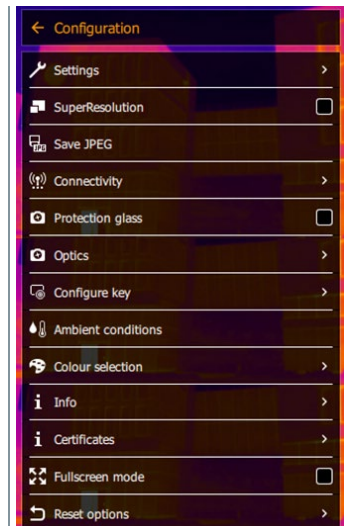 Configuration
Settings
SuperResolution
Save JPEG
Connectivity
Protection glass
Optics
Configure key
Ambient conditions
Colour selection
Info
Certificates
Fullscreen mode
Reset options